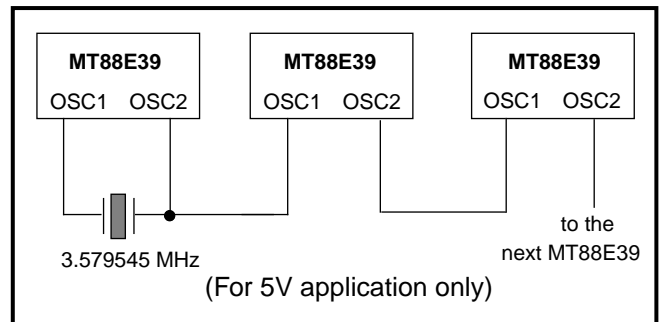 MT88E39 MT88E39 MT88E39
OSC1 OSC2 OSC1 OSC2 OSC1 OSC2
to the
3.579545 MHz next MT88E39
(For 5V application only)